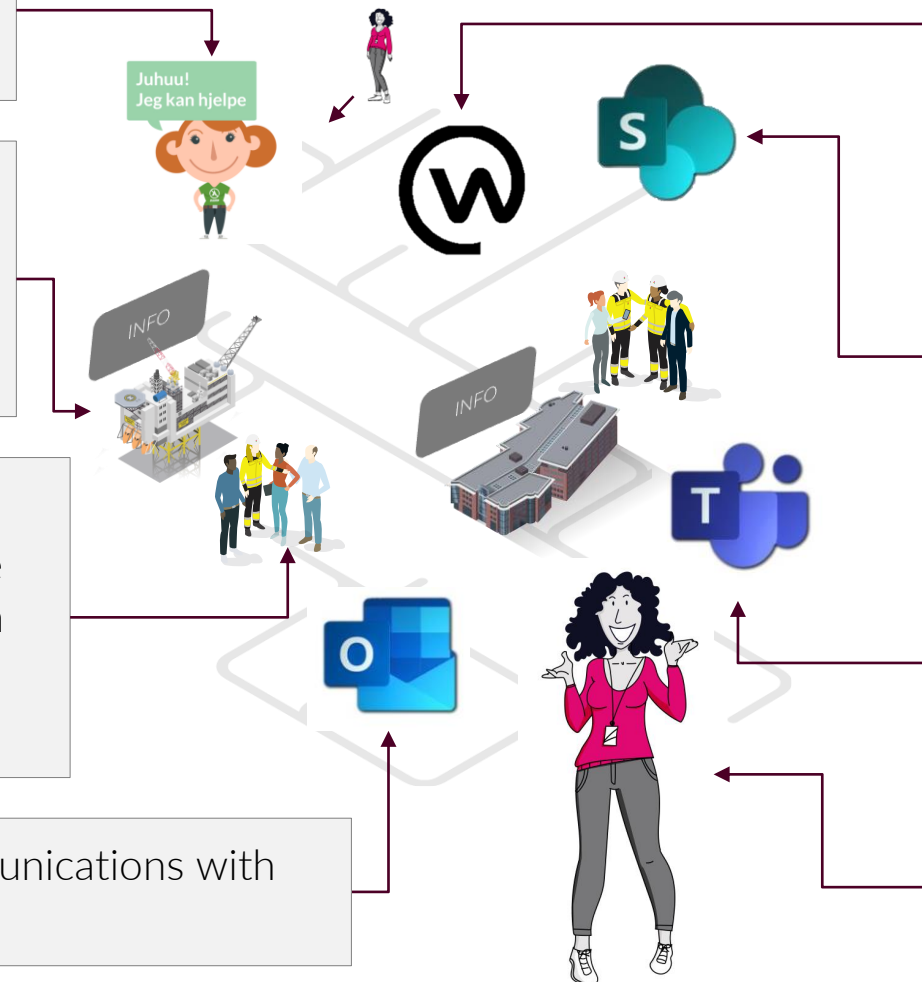 Juhuu!
Jeg kan hjelpe
W
S
INFO
INFO
T
O
unications with